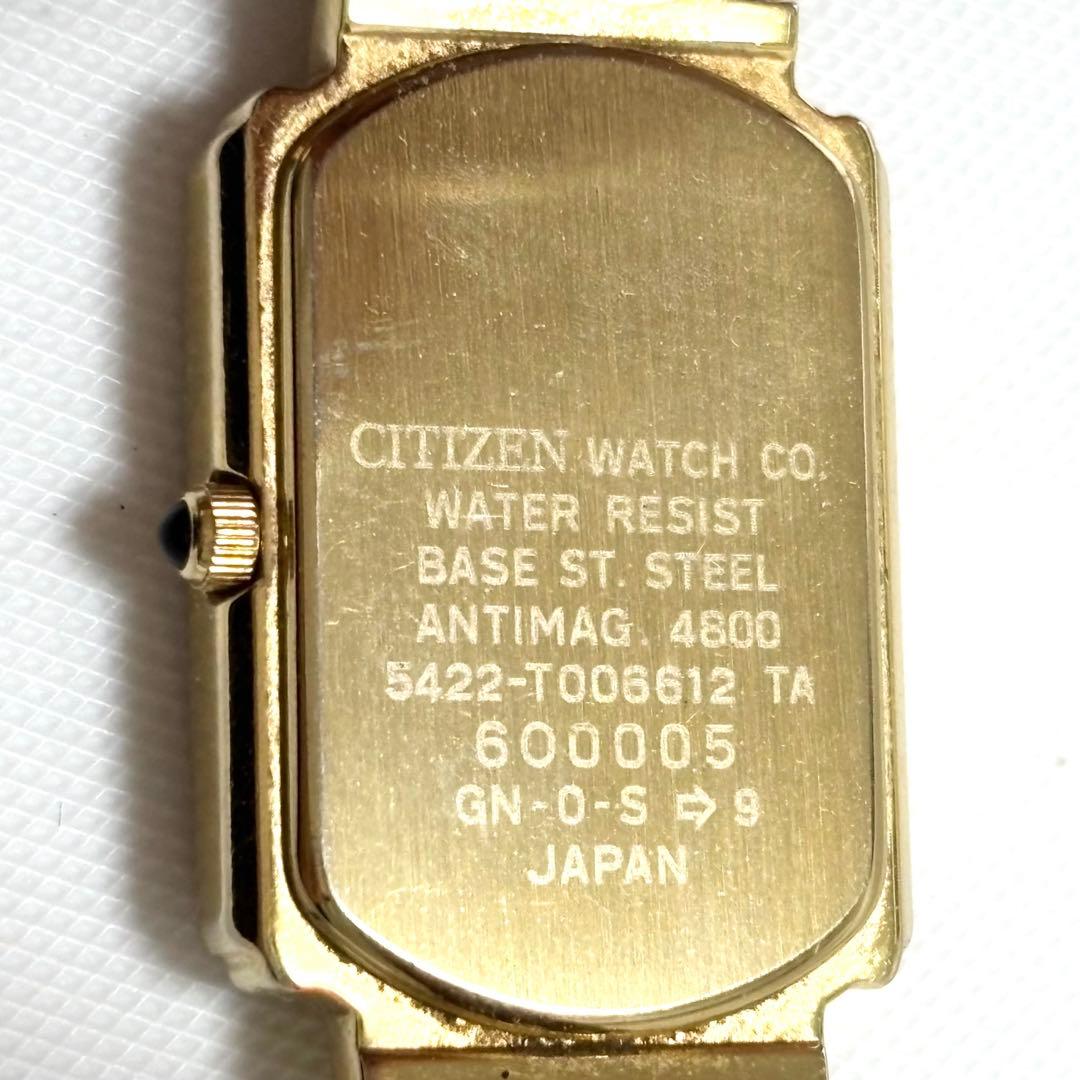 CITIZEN WATCH CO.
WATER RESIST
BASE ST. STEEL
ANTIMAG. 4800
5422-T006612 TA
600005
GN-0-S ⇨ 9
JAPAN